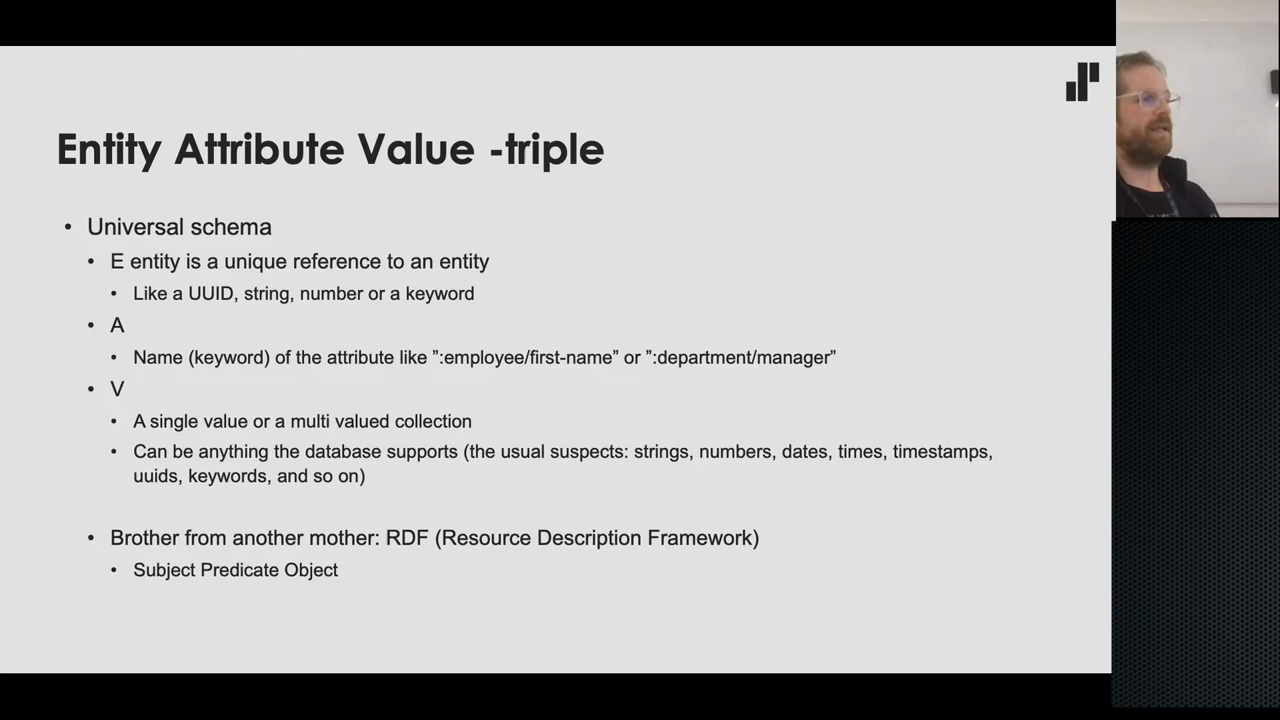 Entity Attribute Value -triple
• Universal schema
• E entity is a unique reference to an entity
• Like a UUID, string, number or a keyword
• A
• Name (keyword) of the attribute like ”:employee/first-name” or ”:department/manager”
• V
• A single value or a multi valued collection
• Can be anything the database supports (the usual suspects: strings, numbers, dates, times, timestamps,
uuids, keywords, and so on)
• Brother from another mother: RDF (Resource Description Framework)
• Subject Predicate Object